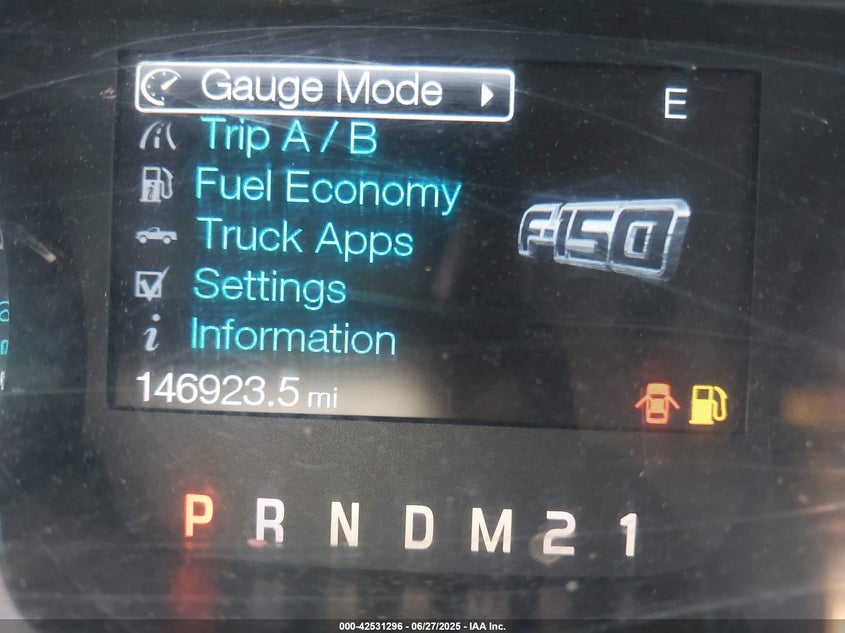 Gauge Mode
E
Trip A / B
Fuel Economy
F150
Truck Apps
Settings
i Information
146923.5 mi
P R N D M 2 1
000-42531296 - 06/27/2025 - IAA Inc.